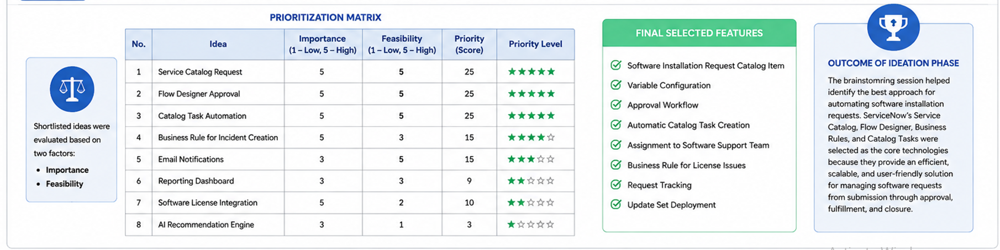 PRIORITIZATION MATRIX
Shortlisted ideas were
evaluated based on
two factors:
• Importance
• Feasibility
No. Idea Importance (1 – Low, 5 – High) Feasibility (1 – Low, 5 – High) Priority (Score) Priority Level
1 Service Catalog Request 5 5 25 ★★★★★
2 Flow Designer Approval 5 5 25 ★★★★★
3 Catalog Task Automation 5 5 25 ★★★★★
4 Business Rule for Incident Creation 5 3 15 ★★★★☆
5 Email Notifications 3 5 15 ★★★☆☆
6 Reporting Dashboard 3 3 9 ★★☆☆☆
7 Software License Integration 5 2 10 ★★☆☆☆
8 AI Recommendation Engine 3 1 3 ★☆☆☆☆
FINAL SELECTED FEATURES
Software Installation Request Catalog Item
Variable Configuration
Approval Workflow
Automatic Catalog Task Creation
Assignment to Software Support Team
Business Rule for License Issues
Request Tracking
Update Set Deployment
OUTCOME OF IDEATION PHASE
The brainstomring session helped
identify the best approach for
automating software installation
requests. ServiceNow's Service
Catalog, Flow Designer, Business
Rules, and Catalog Tasks were
selected as the core technologies
because they provide an efficient,
scalable, and user-friendly solution
for managing software requests
from submission through approval,
fulfillment, and closure.